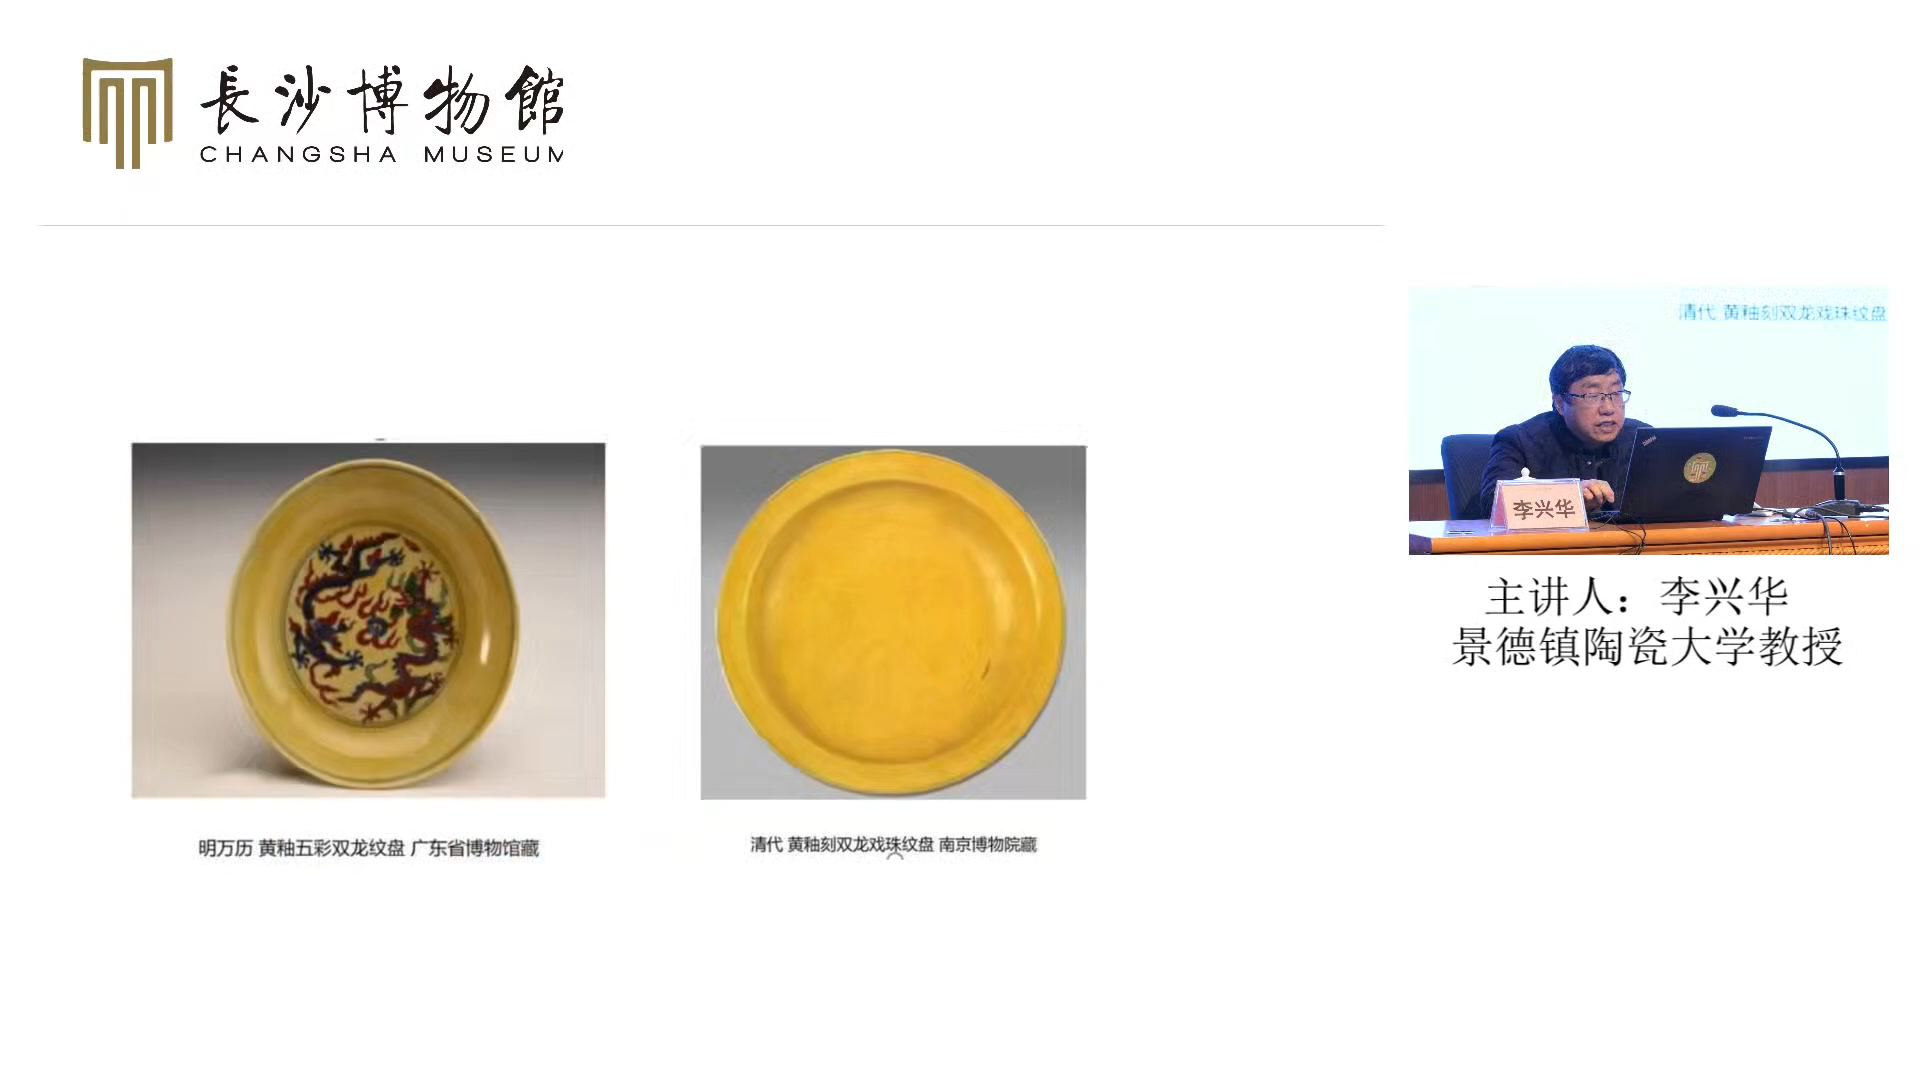 長沙博物館
CHANGSHA MUSEUM
清代 黄釉刻双龙戏珠纹盘
李兴华
主讲人：李兴华
景德镇陶瓷大学教授
明万历 黄釉五彩双龙纹盘 广东省博物馆藏
清代 黄釉刻双龙戏珠纹盘 南京博物院藏